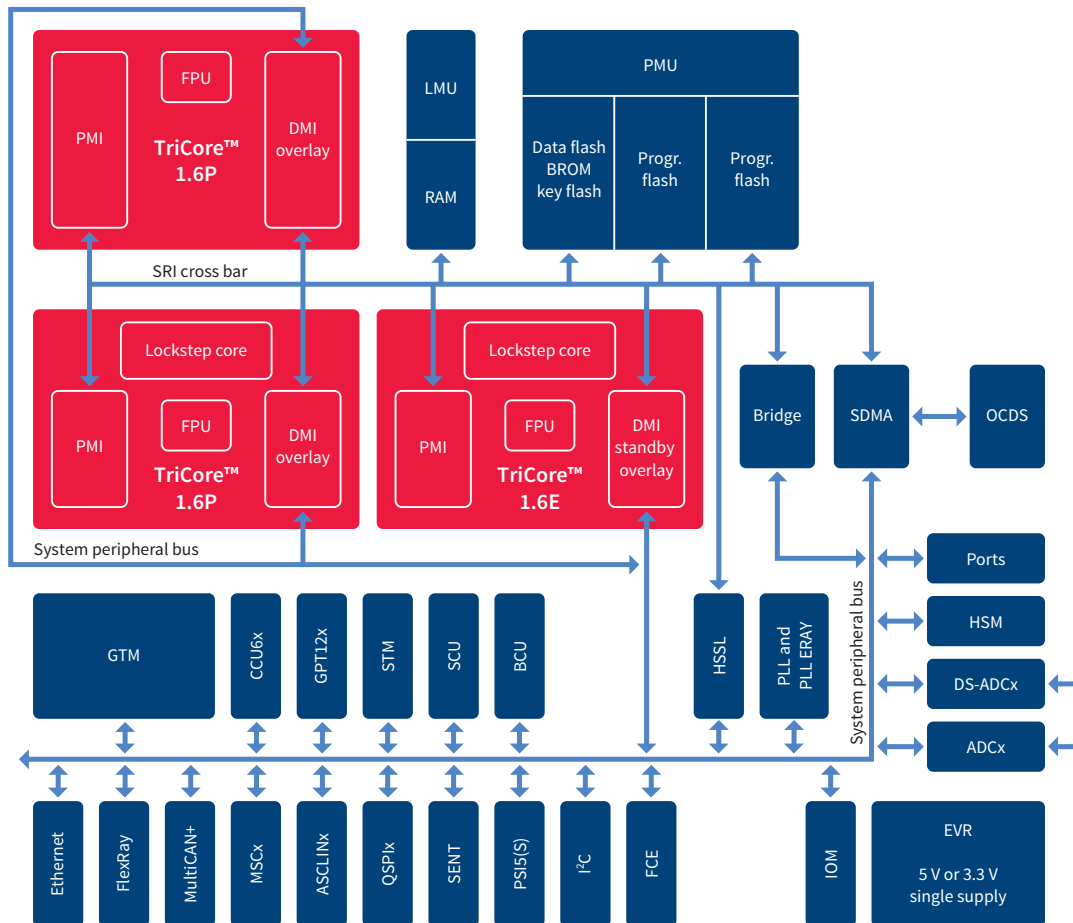 FPU
PMI
TriCore™
1.6P
DMI
overlay
LMU
RAM
PMU
Data flash
BROM
key flash
Progr.
flash
Progr.
flash
SRI cross bar
Lockstep core
PMI
FPU
TriCore™
1.6P
DMI
overlay
Lockstep core
PMI
FPU
TriCore™
1.6E
DMI
standby
overlay
Bridge
SDMA
OCDS
System peripheral bus
GTM
CCU6x
GPT12x
STM
SCU
BCU
HSSL
PLL and
PLL ERAY
System peripheral bus
Ports
HSM
DS-ADCx
ADCx
Ethernet
FlexRay
MultiCAN+
MSCx
ASCLINx
QSPIx
SENT
PSI5(S)
I²C
FCE
IOM
EVR
5 V or 3.3 V
single supply